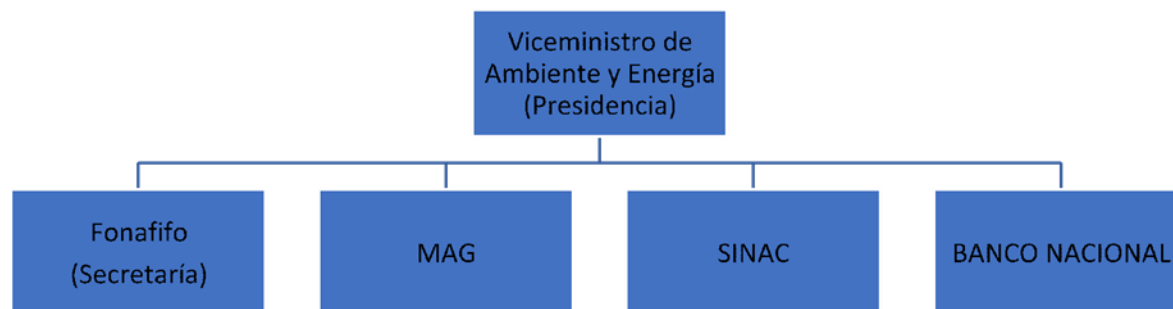 Viceministro de
Ambiente y Energía
(Presidencia)
Fonafifo
(Secretaría)
MAG
SINAC
BANCO NACIONAL